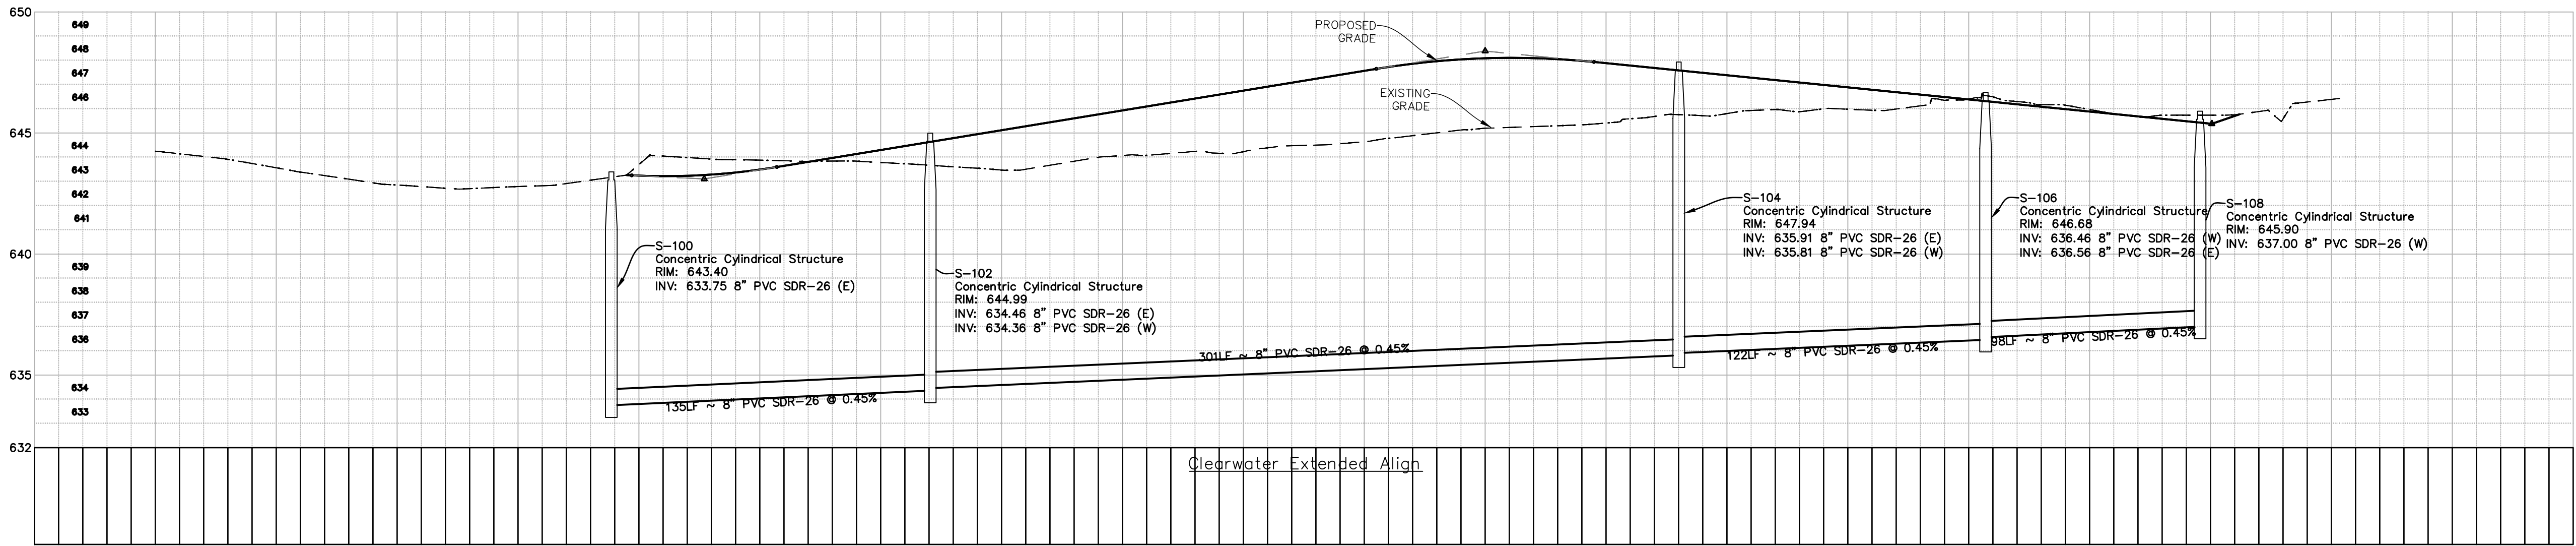 650
649
648
647
646
645
644
643
642
641
640
639
638
637
636
635
634
633
632
PROPOSED
GRADE
EXISTING
GRADE
S-100
Concentric Cylindrical Structure
RIM: 643.40
INV: 633.75 8" PVC SDR-26 (E)
S-102
Concentric Cylindrical Structure
RIM: 644.99
INV: 634.46 8" PVC SDR-26 (E)
INV: 634.36 8" PVC SDR-26 (W)
S-104
Concentric Cylindrical Structure
RIM: 647.94
INV: 635.91 8" PVC SDR-26 (E)
INV: 635.81 8" PVC SDR-26 (W)
S-106
Concentric Cylindrical Structure
RIM: 646.68
INV: 636.46 8" PVC SDR-26 (W)
INV: 636.56 8" PVC SDR-26 (E)
S-108
Concentric Cylindrical Structure
RIM: 645.90
INV: 637.00 8" PVC SDR-26 (W)
135LF ~ 8" PVC SDR-26 @ 0.45%
301LF ~ 8" PVC SDR-26 @ 0.45%
122LF ~ 8" PVC SDR-26 @ 0.45%
98LF ~ 8" PVC SDR-26 @ 0.45%
Clearwater Extended Align